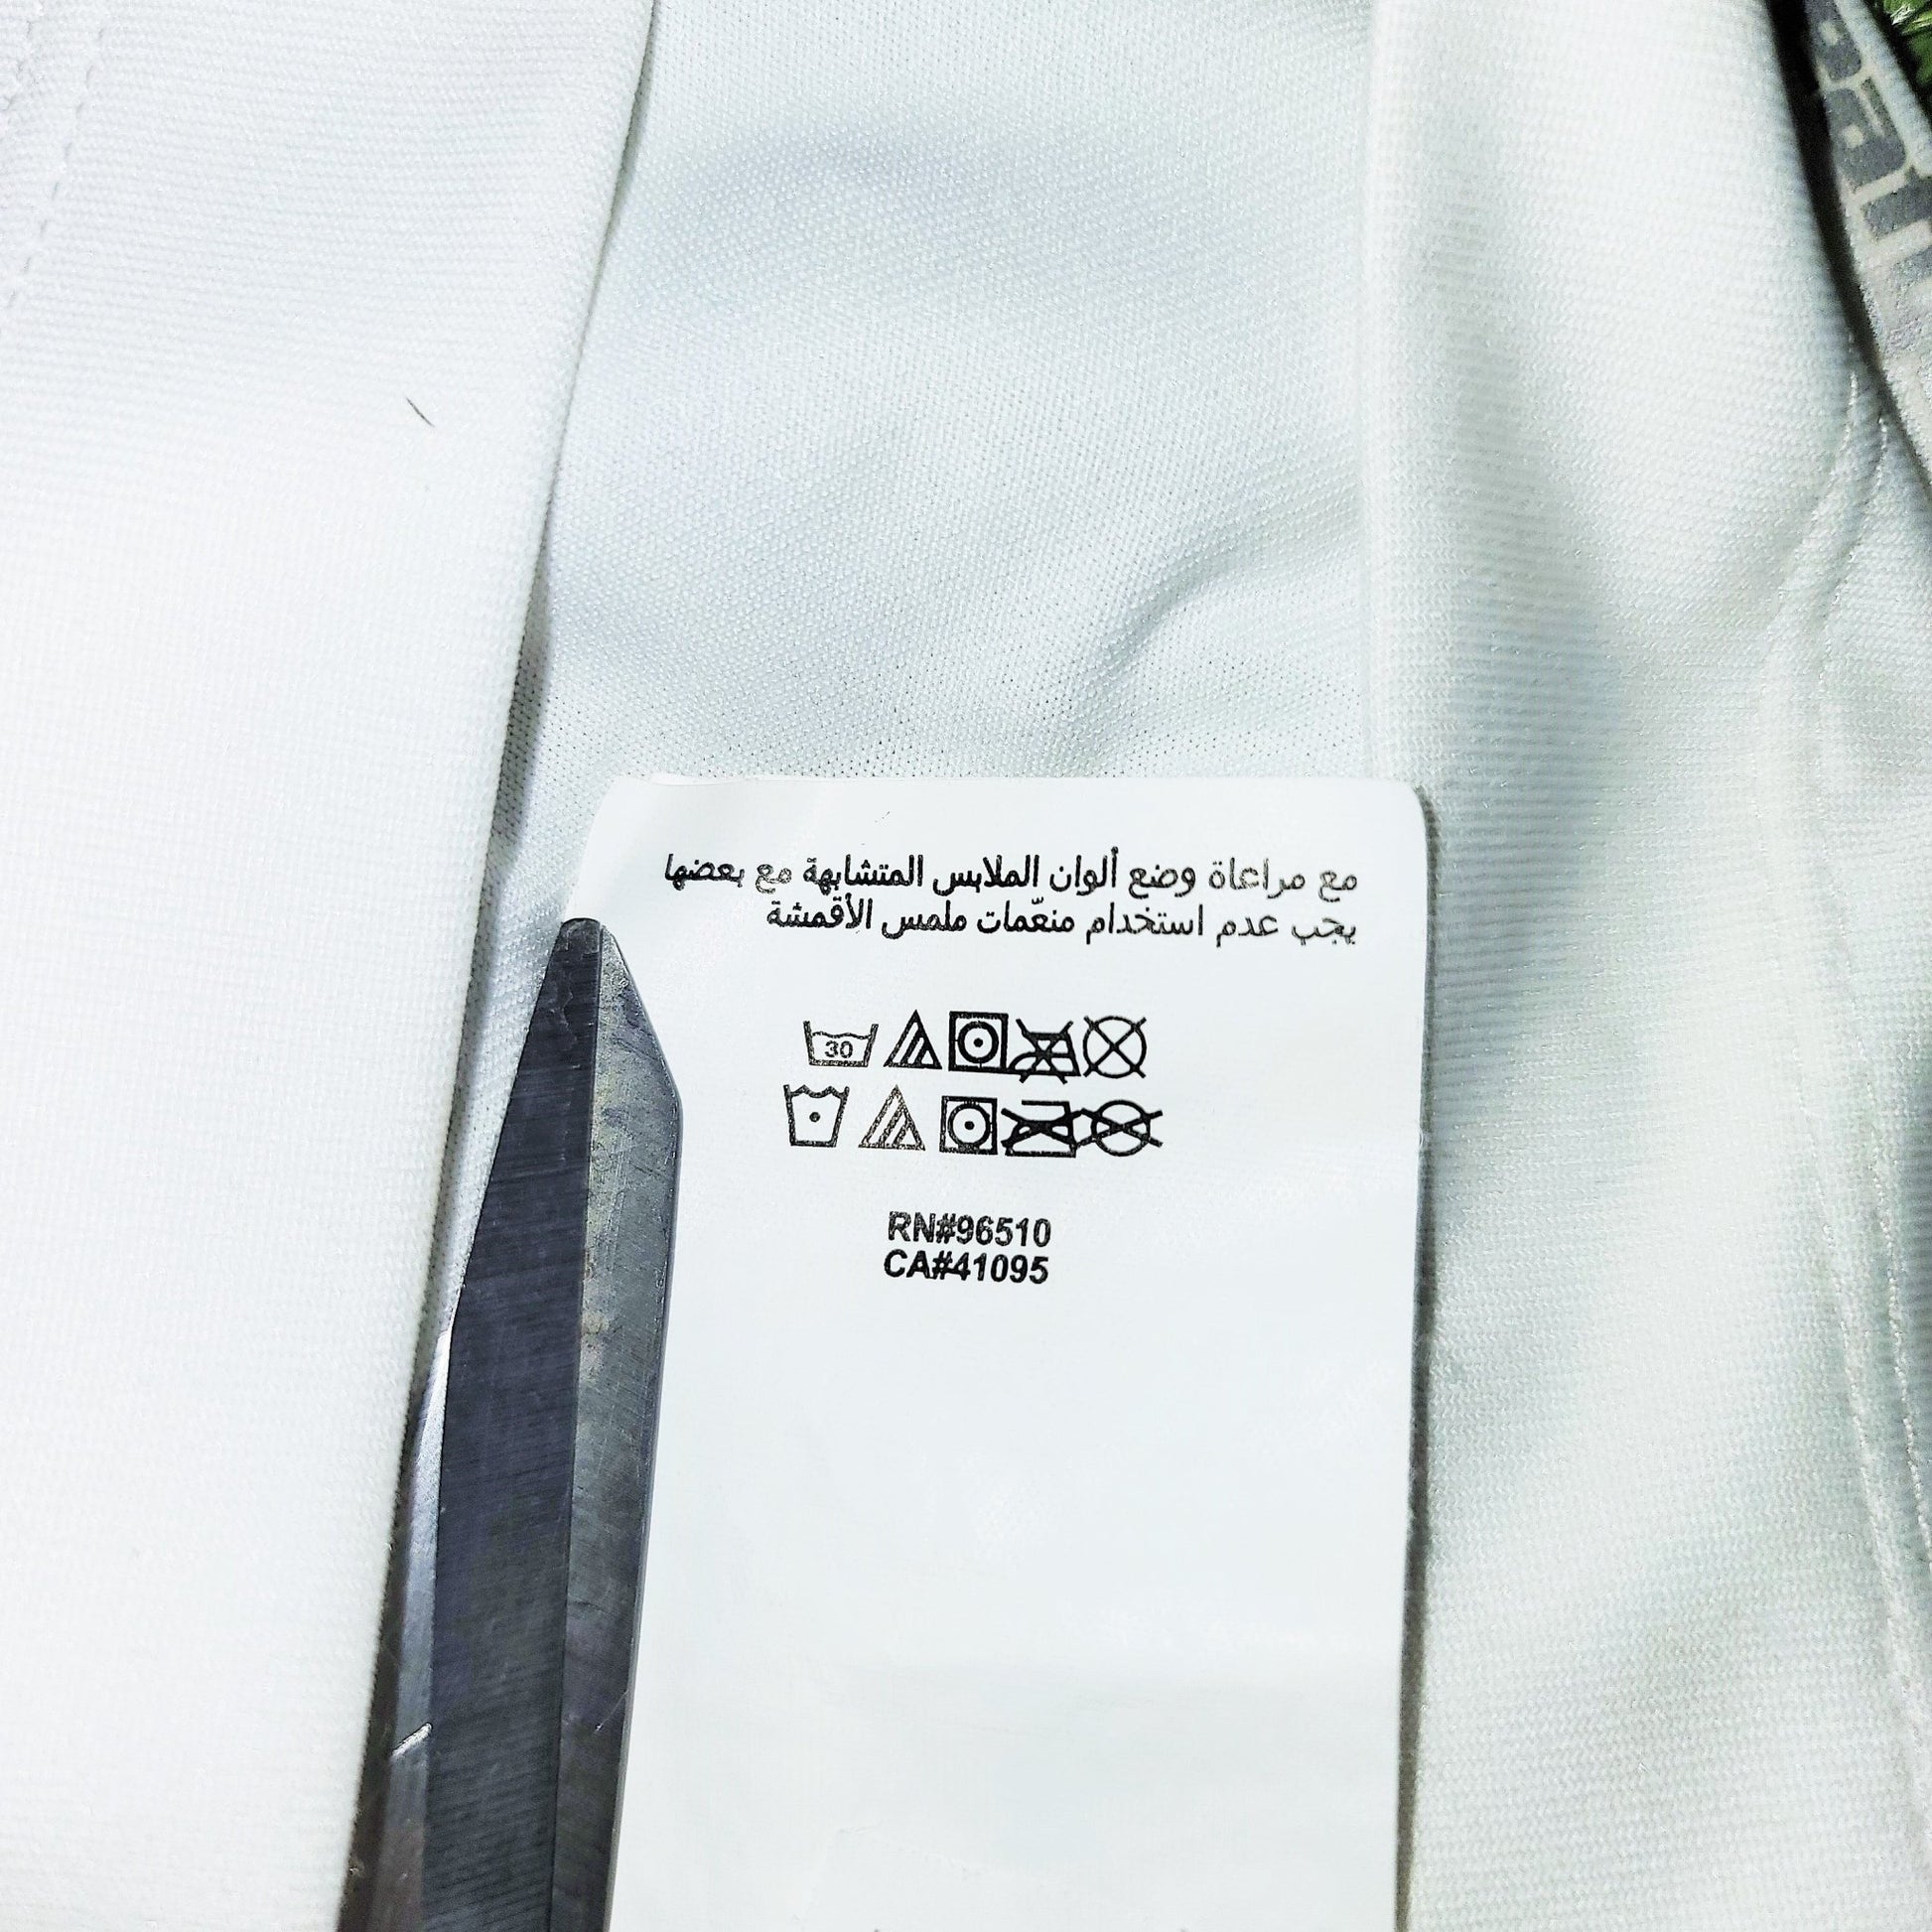 مع مراعاة وضع ألوان الملابس المتشابهة مع بعضها
يجب عدم استخدام منعّمات ملمس الأقمشة
30
RN#96510
CA#41095